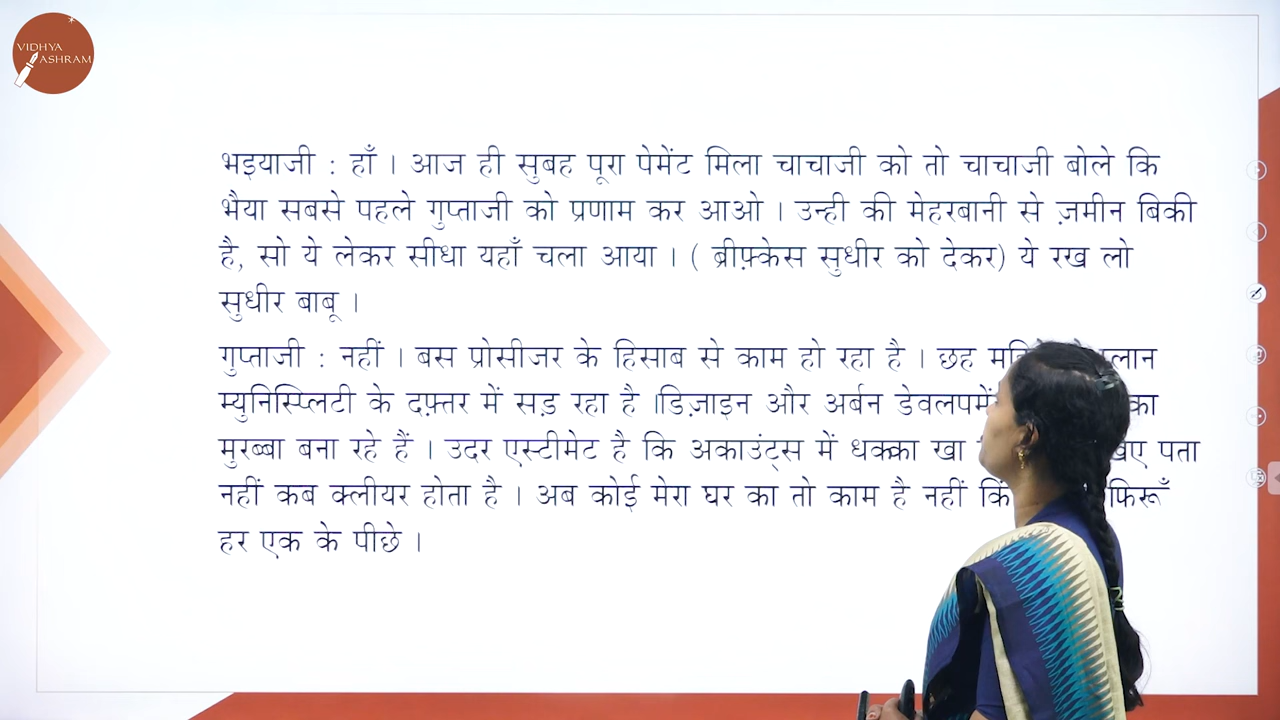 VIDHYA
ASHRAM
भइयाजी : हाँ । आज ही सुबह पूरा पेमेंट मिला चाचाजी को तो चाचाजी बोले कि
भैया सबसे पहले गुप्ताजी को प्रणाम कर आओ । उन्ही की मेहरबानी से ज़मीन बिकी
है, सो ये लेकर सीधा यहाँ चला आया । ( ब्रीफ़्केस सुधीर को देकर) ये रख लो
सुधीर बाबू ।
गुप्ताजी : नहीं । बस प्रोसीजर के हिसाब से काम हो रहा है । छह
म्युनिस्प्लिटी के दफ़्तर में सड़ रहा है ।डिज़ाइन और अर्बन का
मुरब्बा बना रहे हैं । उदर एस्टीमेट है कि अकाउंट्स में धक्का खा पता
नहीं कब क्लीयर होता है । अब कोई मेरा घर का तो काम है नहीं फिरूँ
हर एक के पीछे ।